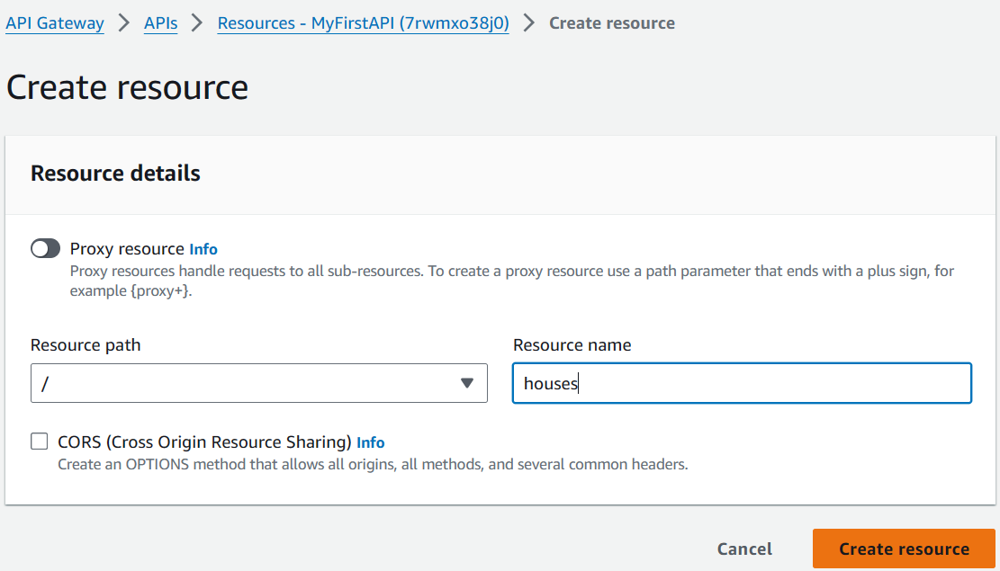 API Gateway > APIs > Resources - MyFirstAPI (7rwmxo38j0) > Create resource
Create resource
Resource details
Proxy resource Info
Proxy resources handle requests to all sub-resources. To create a proxy resource use a path parameter that ends with a plus sign, for
example {proxy+}.
Resource path
/
Resource name
houses
CORS (Cross Origin Resource Sharing) Info
Create an OPTIONS method that allows all origins, all methods, and several common headers.
Cancel
Create resource